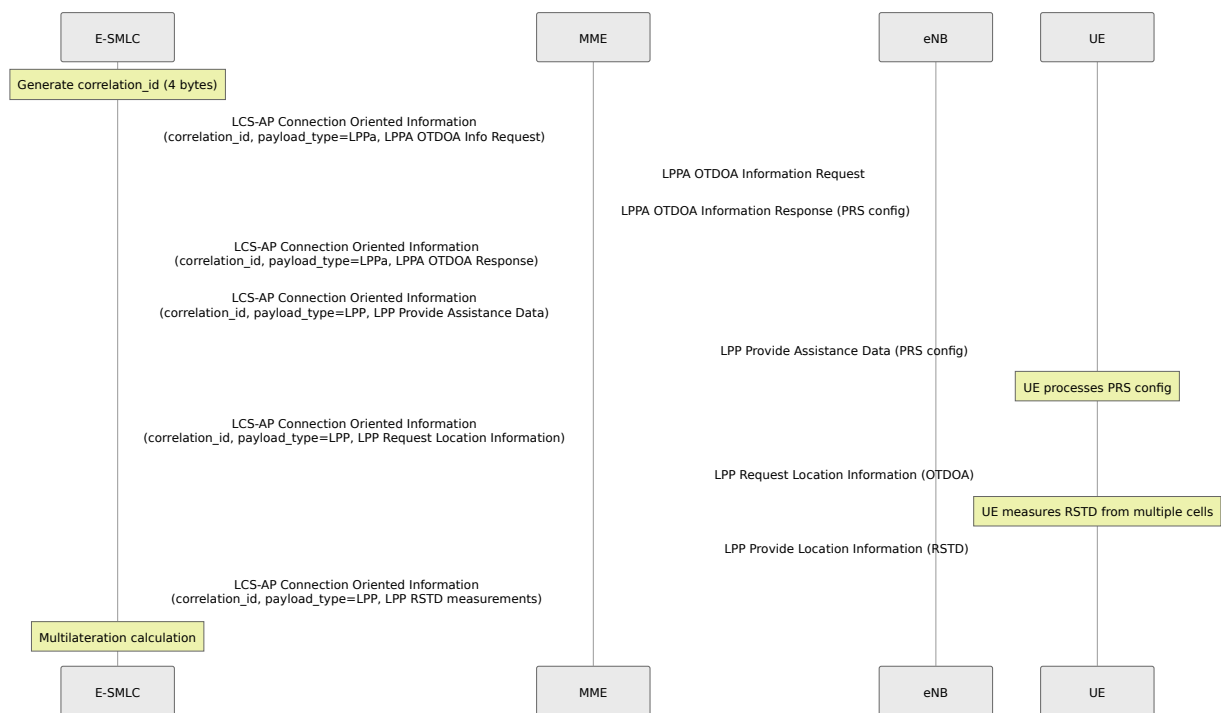 E-SMLC
MME
eNB
UE
Generate correlation_id (4 bytes)
LCS-AP Connection Oriented Information
(correlation_id, payload_type=LPPa, LPPA OTDOA Info Request)
LPPA OTDOA Information Request
LPPA OTDOA Information Response (PRS config)
LCS-AP Connection Oriented Information
(correlation_id, payload_type=LPPa, LPPA OTDOA Response)
LCS-AP Connection Oriented Information
(correlation_id, payload_type=LPP, LPP Provide Assistance Data)
LPP Provide Assistance Data (PRS config)
UE processes PRS config
LCS-AP Connection Oriented Information
(correlation_id, payload_type=LPP, LPP Request Location Information)
LPP Request Location Information (OTDOA)
UE measures RSTD from multiple cells
LPP Provide Location Information (RSTD)
LCS-AP Connection Oriented Information
(correlation_id, payload_type=LPP, LPP RSTD measurements)
Multilateration calculation
E-SMLC
MME
eNB
UE